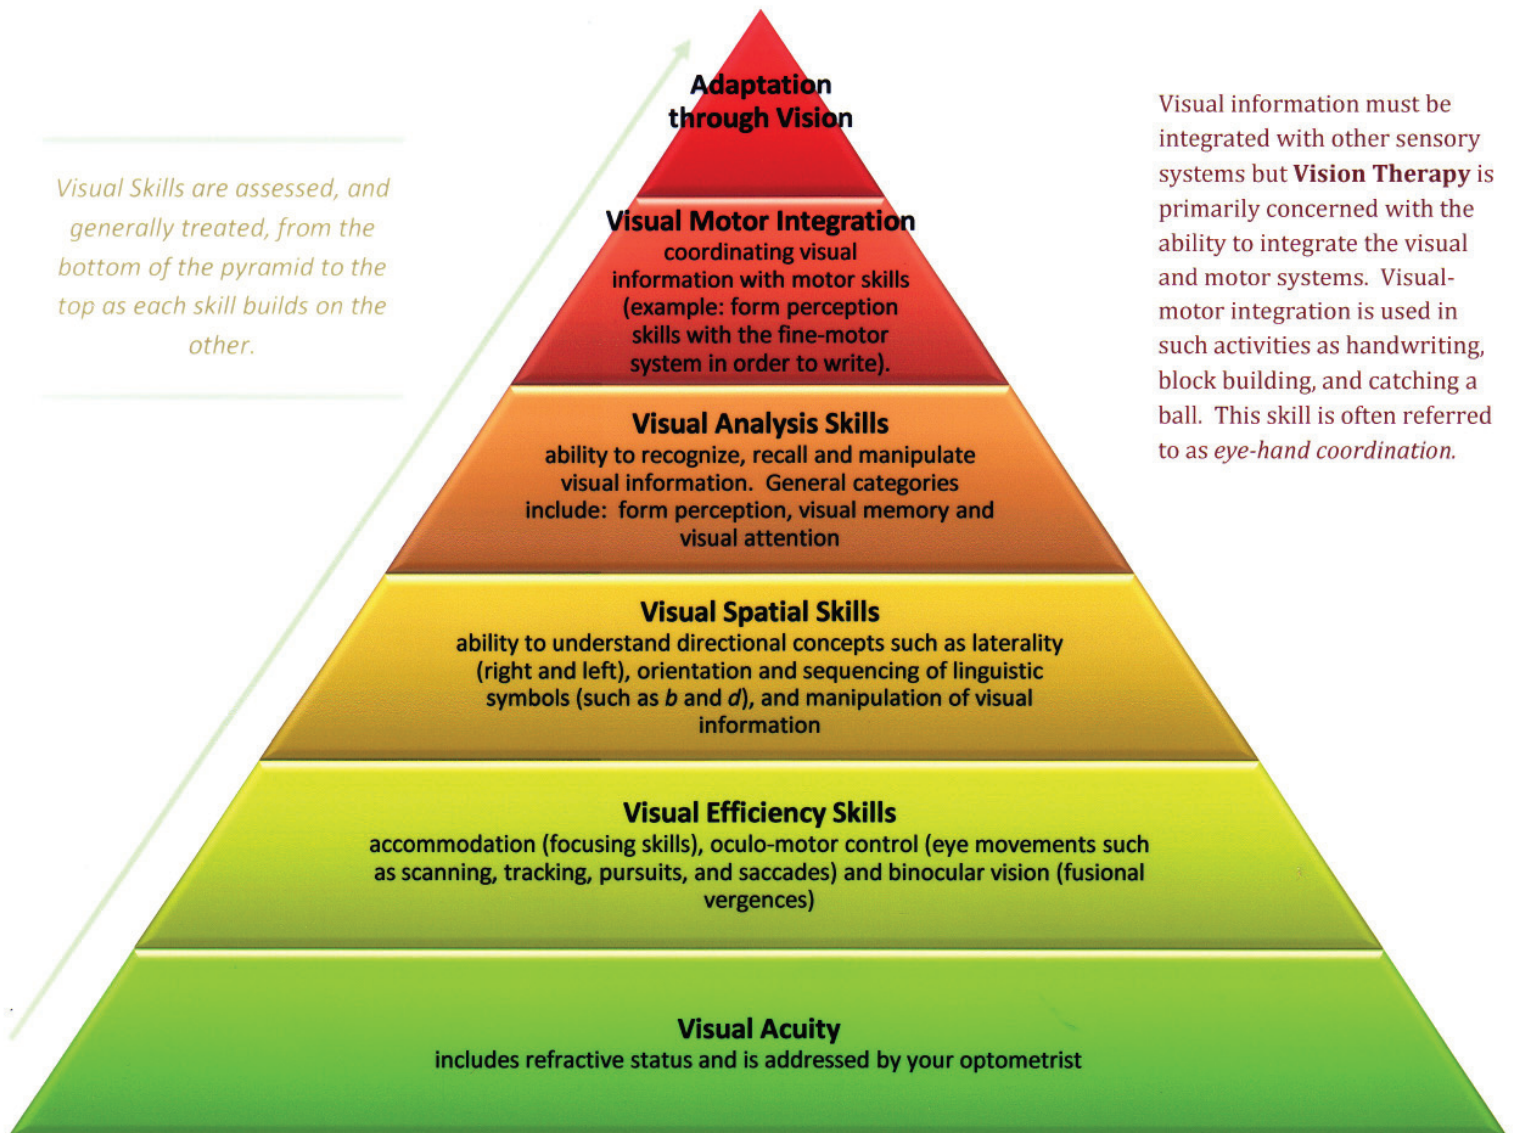 Adaptation
through Vision
Visual Skills are assessed, and
generally treated, from the
bottom of the pyramid to the
top as each skill builds on the
other.
Visual information must be
integrated with other sensory
systems but Vision Therapy is
primarily concerned with the
ability to integrate the visual
and motor systems.  Visual-
motor integration is used in
such activities as handwriting,
block building, and catching a
ball.  This skill is often referred
to as eye-hand coordination.
Visual Motor Integration
coordinating visual
information with motor skills
(example: form perception
skills with the fine-motor
system in order to write).
Visual Analysis Skills
ability to recognize, recall and manipulate
visual information.  General categories
include:  form perception, visual memory and
visual attention
Visual Spatial Skills
ability to understand directional concepts such as laterality
(right and left), orientation and sequencing of linguistic
symbols (such as b and d), and manipulation of visual
information
Visual Efficiency Skills
accommodation (focusing skills), oculo-motor control (eye movements such
as scanning, tracking, pursuits, and saccades) and binocular vision (fusional
vergences)
Visual Acuity
includes refractive status and is addressed by your optometrist